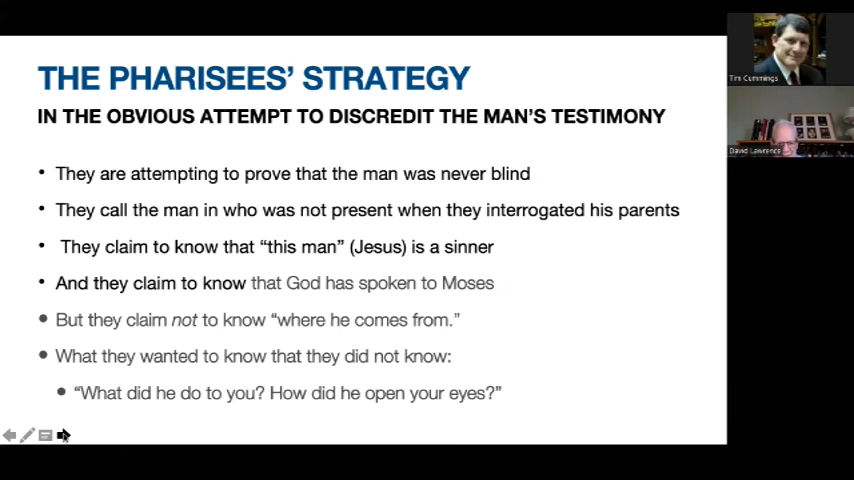 THE PHARISEES’ STRATEGY
IN THE OBVIOUS ATTEMPT TO DISCREDIT THE MAN’S TESTIMONY
• They are attempting to prove that the man was never blind
• They call the man in who was not present when they interrogated his parents
• They claim to know that “this man” (Jesus) is a sinner
• And they claim to know that God has spoken to Moses
• But they claim not to know “where he comes from.”
• What they wanted to know that they did not know:
• “What did he do to you? How did he open your eyes?”
Tim Cummings
David Lawrence